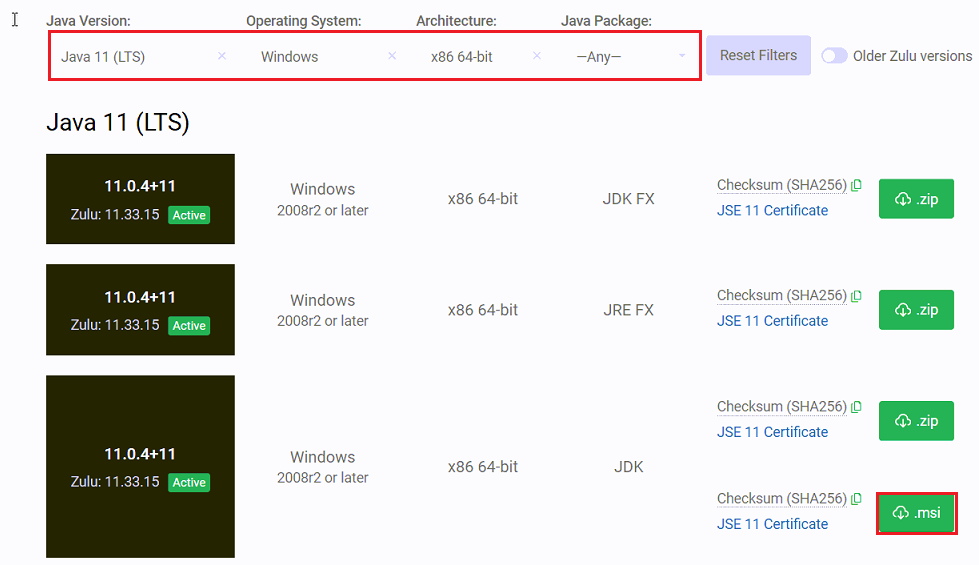 Java Version: Operating System: Architecture: Java Package:
Java 11 (LTS) Windows x86 64-bit —Any— Reset Filters Older Zulu versions
Java 11 (LTS)
11.0.4+11
Zulu: 11.33.15 Active
Windows
2008r2 or later
x86 64-bit
JDK FX
Checksum (SHA256)
JSE 11 Certificate
.zip
11.0.4+11
Zulu: 11.33.15 Active
Windows
2008r2 or later
x86 64-bit
JRE FX
Checksum (SHA256)
JSE 11 Certificate
.zip
11.0.4+11
Zulu: 11.33.15 Active
Windows
2008r2 or later
x86 64-bit
JDK
Checksum (SHA256)
JSE 11 Certificate
.zip
Checksum (SHA256)
JSE 11 Certificate
.msi